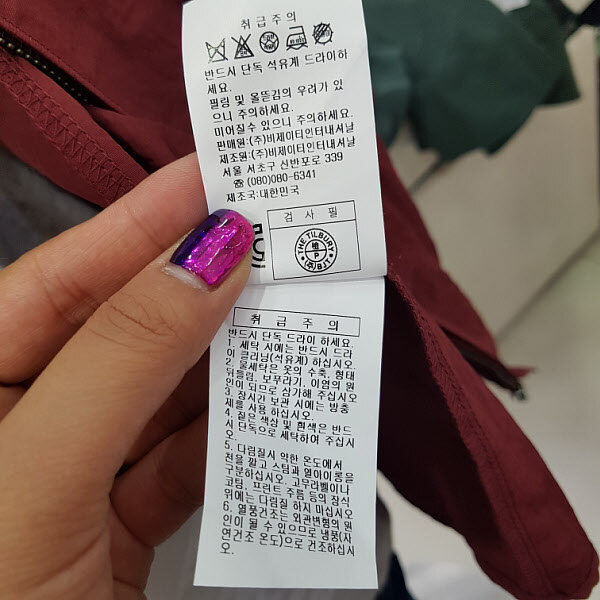 취급주의
반드시 단독 석유계 드라이하
세요.
필링 및 올뜯김의 우려가 있
으니 주의하세요.
미어질수 있으니 주의하세요.
판매원:(주)비제이티인터내셔날
제조원:(주)비제이티인터내셔날
서울 서초구 신반포로 339
☎ (080)080-6341
제조국:대한민국
검사필
THE TILBURY
檢
P
(주)BJT
취급주의
반드시 단독 드라이 하세요.
1. 세탁 시에는 반드시 드라
이 클리닝(석유계) 하십시오.
2. 물세탁은 옷의 수축, 형태
뒤틀림, 보푸라기, 이염의 원
인이 되므로 삼가해 주십시오
3. 장시간 보관 시에는 방충
제를 사용 하십시오.
4. 짙은 색상 및 흰색은 반드
시 단독으로 세탁하여 주십시
오.
5. 다림질시 약한 온도에서
천을 깔고 스팀과 열아이롱을
구분하십시오. 고무라벨이나
코팅, 프린트 주름 등의 장식
위에는 다림질 하지 마십시오
6. 열풍건조는 외관변형의 원
인이 될 수 있으므로 냉풍(자
연건조 온도)으로 건조하십시
오.